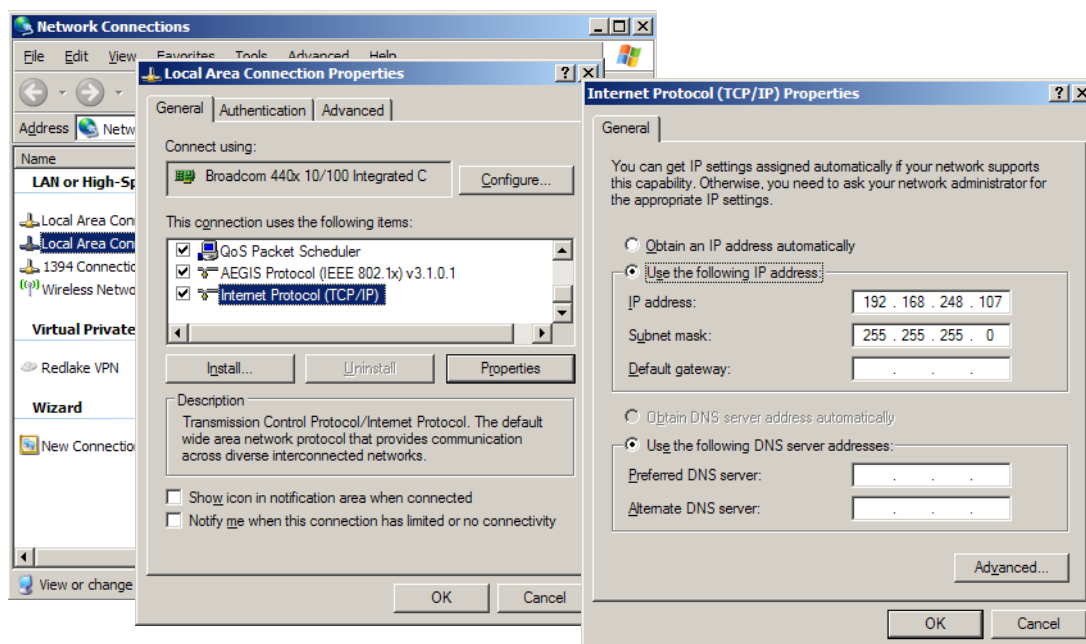 Network Connections
File Edit View Favorites Tools Advanced Help
Address Netw
Name
LAN or High-Sp
Local Area Con
Local Area Con
1394 Connectic
Wireless Netwo
Virtual Private
Redlake VPN
Wizard
New Connectio
View or change
Local Area Connection Properties
General Authentication Advanced
Connect using:
Broadcom 440x 10/100 Integrated C
Configure...
This connection uses the following items:
QoS Packet Scheduler
AEGIS Protocol (IEEE 802.1x) v3.1.0.1
Internet Protocol (TCP/IP)
Install... Uninstall Properties
Description
Transmission Control Protocol/Internet Protocol. The default
wide area network protocol that provides communication
across diverse interconnected networks.
Show icon in notification area when connected
Notify me when this connection has limited or no connectivity
OK Cancel
Internet Protocol (TCP/IP) Properties
General
You can get IP settings assigned automatically if your network supports
this capability. Otherwise, you need to ask your network administrator for
the appropriate IP settings.
Obtain an IP address automatically
Use the following IP address:
IP address: 192 . 168 . 248 . 107
Subnet mask: 255 . 255 . 255 . 0
Default gateway: . . .
Obtain DNS server address automatically
Use the following DNS server addresses:
Preferred DNS server: . . .
Alternate DNS server: . . .
Advanced...
OK Cancel